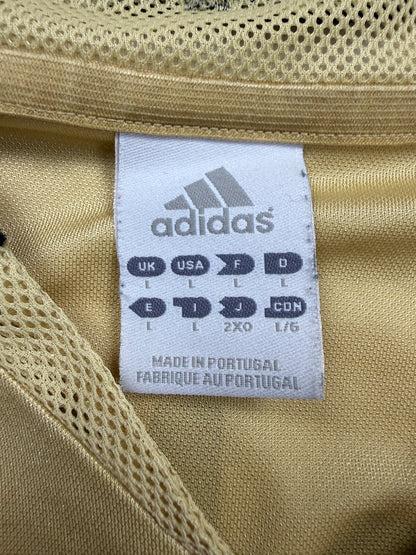 adidas
UK USA F D
L L L L
E I J CDN
L L 2XO L/G
MADE IN PORTUGAL
FABRIQUE AU PORTUGAL